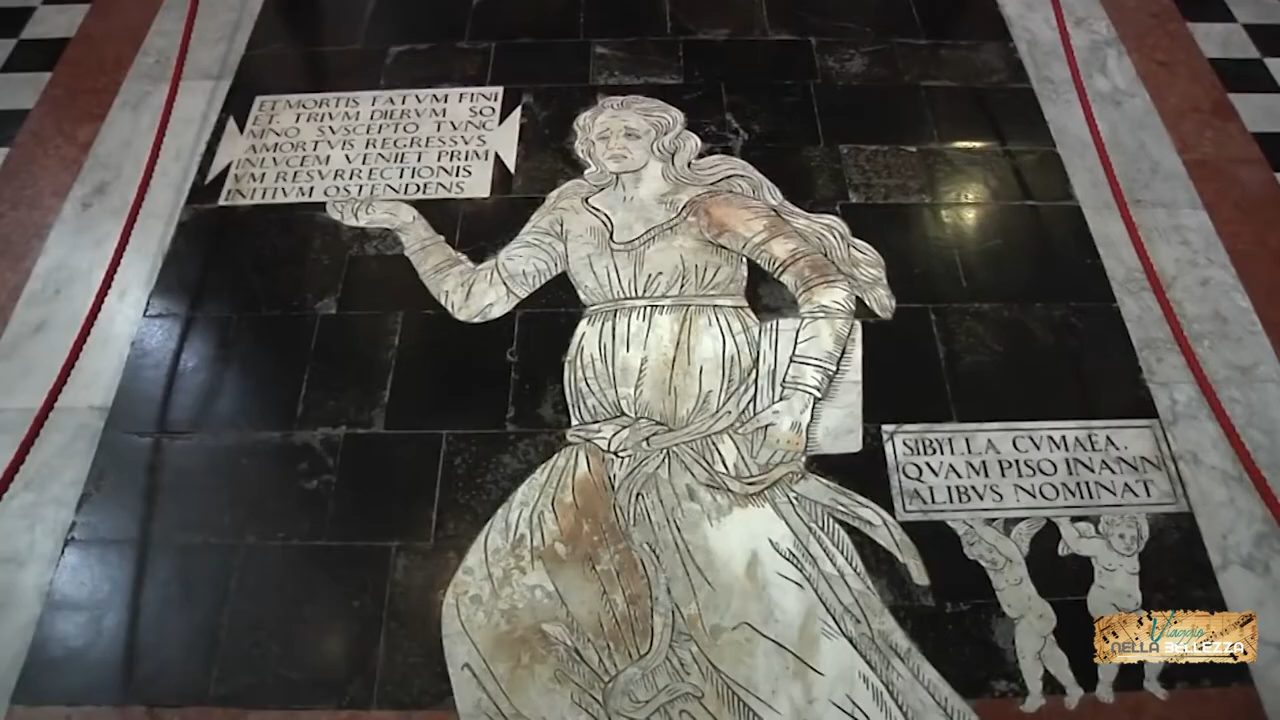 ET MORTIS FATVM FINI
ET. TRIVM DIERVM SO
MNO SVSCEPTO TVNC
AMORTVIS REGRESSVS
INLVCEM VENIET PRIM
VM RESVRRECTIONIS
INITIVM OSTENDENS
SIBYLLA CVMAEA.
QVAM PISO INANN
ALIBVS NOMINAT
Viaggio
NELLA BELLEZZA